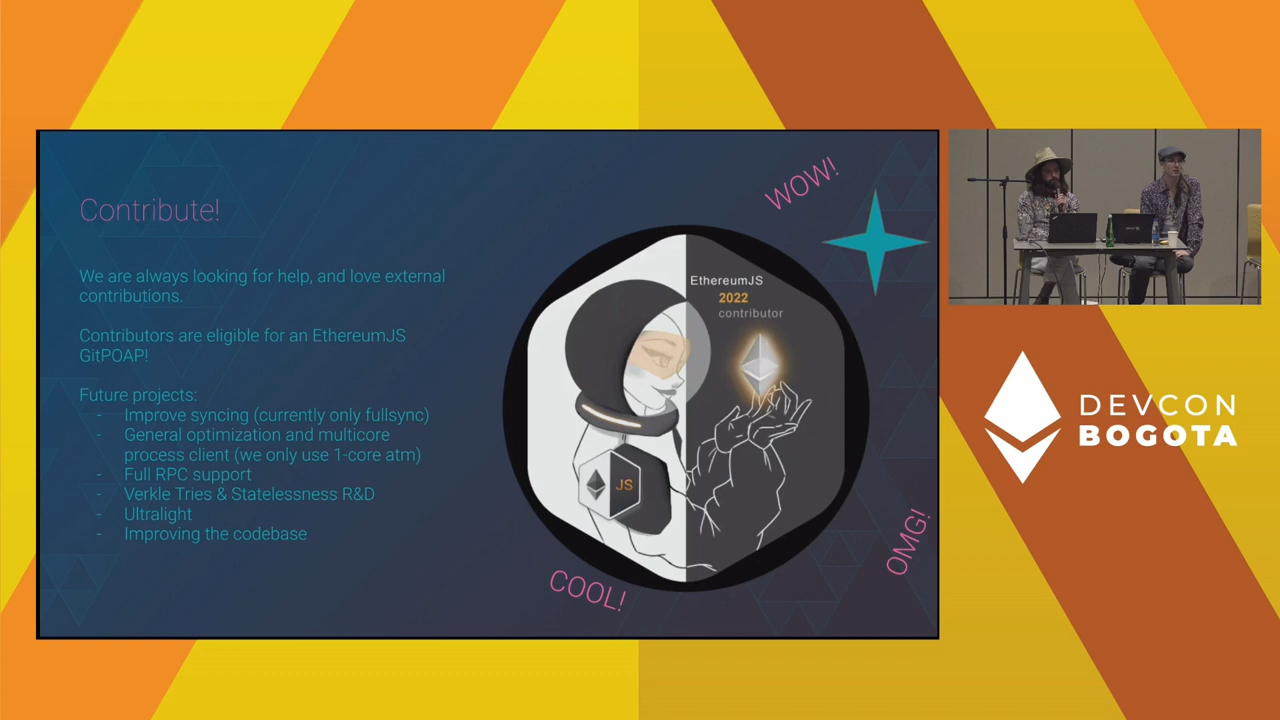 Contribute!
We are always looking for help, and love external
contributions.
Contributors are eligible for an EthereumJS
GitPOAP!
Future projects:
- Improve syncing (currently only fullsync)
- General optimization and multicore
process client (we only use 1-core atm)
- Full RPC support
- Verkle Tries & Statelessness R&D
- Ultralight
- Improving the codebase
WOW!
EthereumJS
2022
contributor
JS
COOL!
OMG!
DEVCON
BOGOTA